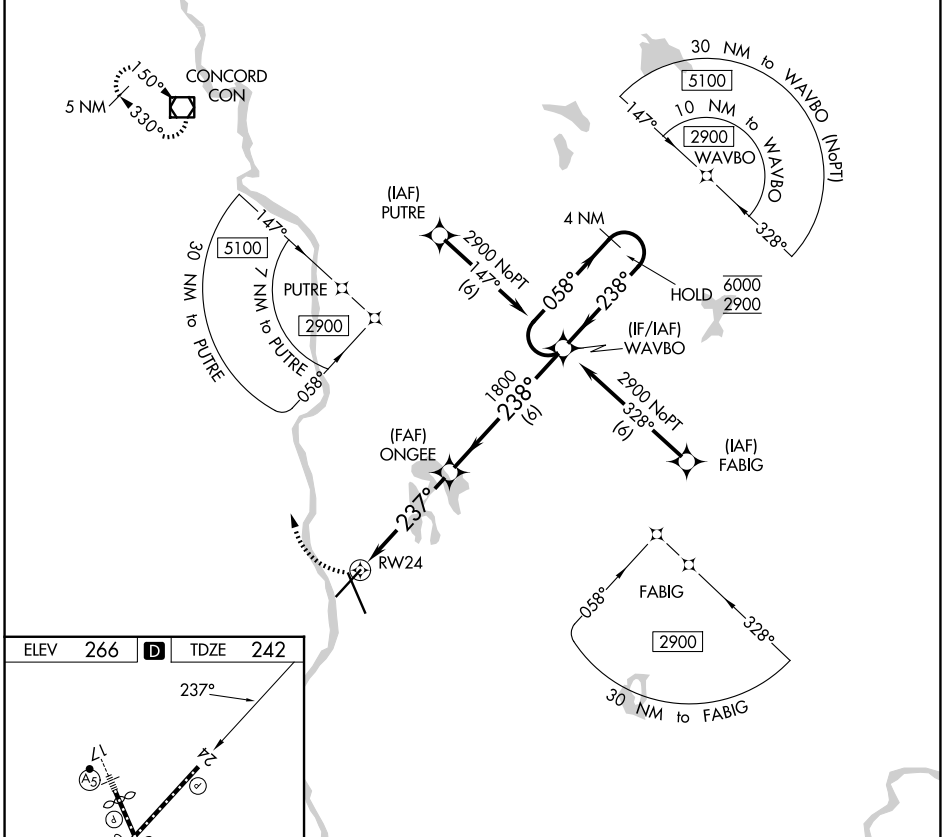 CONCORD
CON
150°
330°
5 NM
30 NM to WAVBO (NoPT)
5100
10 NM to WAVBO
2900
WAVBO
147°
328°
(IAF)
PUTRE
2900 NoPT
147°
(6)
4 NM
058°
238°
HOLD
6000
2900
(IF/IAF)
WAVBO
147°
5100
30 NM to PUTRE
7 NM to PUTRE
PUTRE
2900
058°
1800
238°
(6)
2900 NoPT
328°
(6)
(IAF)
FABIG
(FAF)
ONGEE
237°
RW24
FABIG
058°
328°
2900
30 NM to FABIG
ELEV 266 D TDZE 242
237°
24
17
A5
P
P